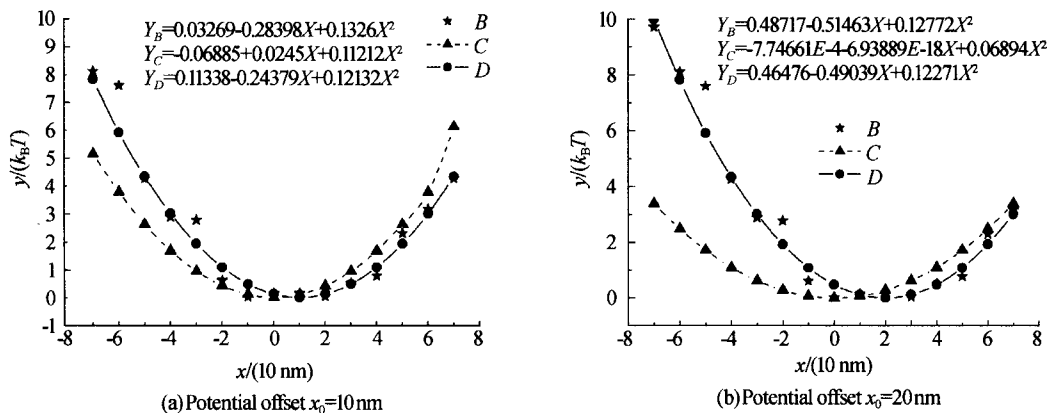 Y_B=0.03269-0.28398X+0.1326X²
Y_C=-0.06885+0.0245X+0.11212X²
Y_D=0.11338-0.24379X+0.12132X²
B
C
D
10
9
8
7
6
5
4
3
2
1
0
-1
y/(k_BT)
-8 -6 -4 -2 0 2 4 6 8
x/(10 nm)
(a) Potential offset x₀=10nm
Y_B=0.48717-0.51463X+0.12772X²
Y_C=-7.74661E-4-6.93889E-18X+0.06894X²
Y_D=0.46476-0.49039X+0.12271X²
B
C
D
10
8
6
4
2
0
y/(k_BT)
-8 -6 -4 -2 0 2 4 6 8
x/(10 nm)
(b) Potential offset x₀=20nm